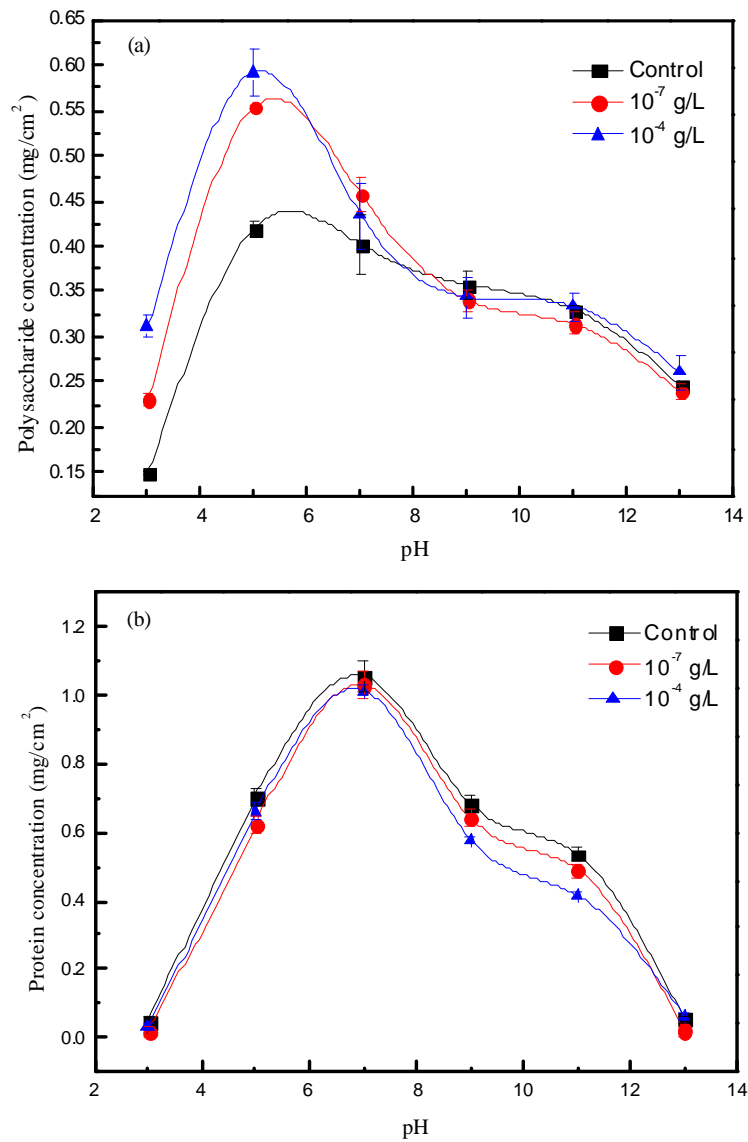 (a)
Control
10⁻⁷ g/L
10⁻⁴ g/L
Polysaccharide concentration (mg/cm²)
0.65
0.60
0.55
0.50
0.45
0.40
0.35
0.30
0.25
0.20
0.15
2 4 6 8 10 12 14
pH
(b)
Control
10⁻⁷ g/L
10⁻⁴ g/L
Protein concentration (mg/cm²)
1.2
1.0
0.8
0.6
0.4
0.2
0.0
2 4 6 8 10 12 14
pH